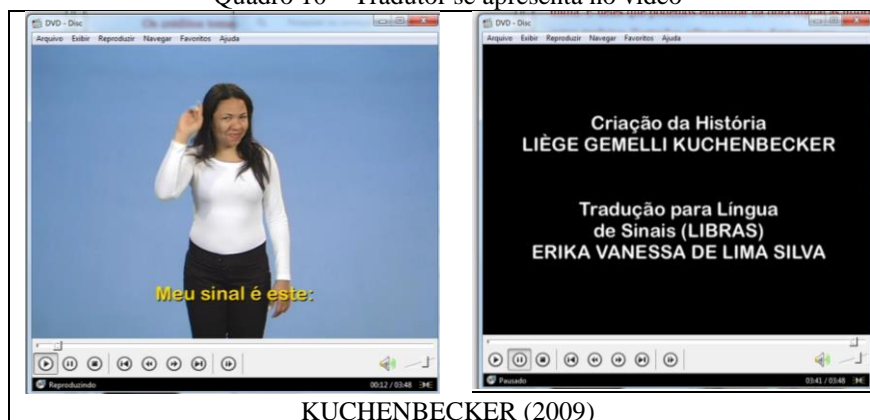 Quadro 10 – Tradutor se apresenta no vídeo
DVD - Disc
Arquivo Exibir Reproduzir Navegar Favoritos Ajuda
Meu sinal é este:
Reproduzindo
00:12 / 03:48
DVD - Disc
Arquivo Exibir Reproduzir Navegar Favoritos Ajuda
Criação da História
LIÈGE GEMELLI KUCHENBECKER
Tradução para Língua
de Sinais (LIBRAS)
ERIKA VANESSA DE LIMA SILVA
Pausado
03:41 / 03:48
KUCHENBECKER (2009)